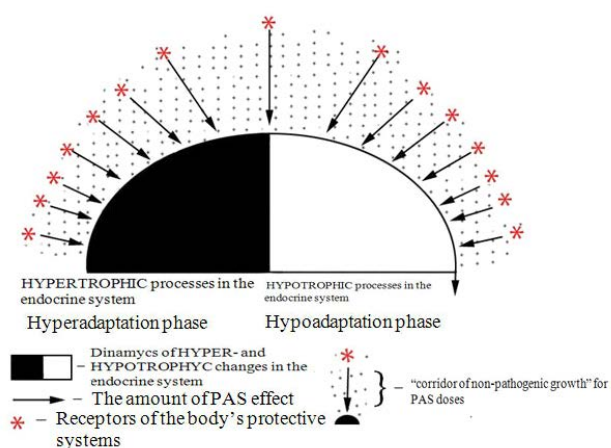 HYPERTROPHIC processes in the
endocrine system
HYPOTROPHIC processes in the
endocrine system
Hyperadaptation phase
Hypoadaptation phase
– Dinamycs of HYPER- and
HYPOTROPHYC changes in the
endocrine system
– The amount of PAS effect
– Receptors of the body's protective
systems
– “corridor of non-pathogenic growth” for
PAS doses